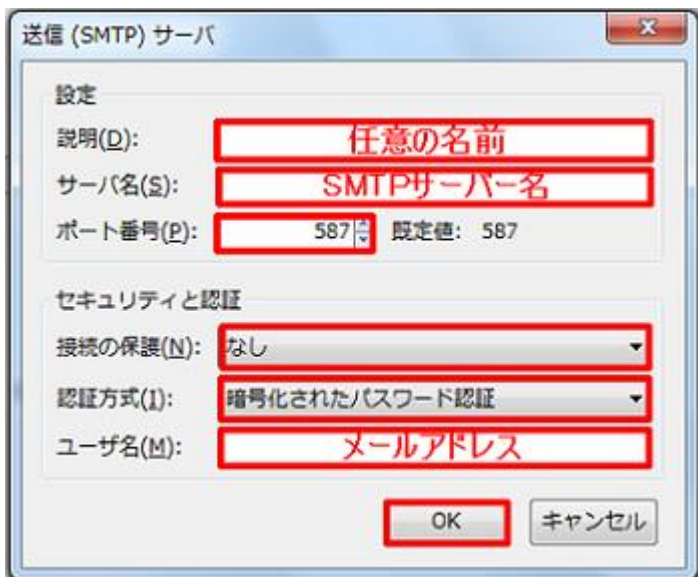 送信 (SMTP) サーバ
設定
説明(D): 任意の名前
サーバ名(S): SMTPサーバー名
ポート番号(P): 587 既定値: 587
セキュリティと認証
接続の保護(N): なし
認証方式(I): 暗号化されたパスワード認証
ユーザ名(M): メールアドレス
OK キャンセル